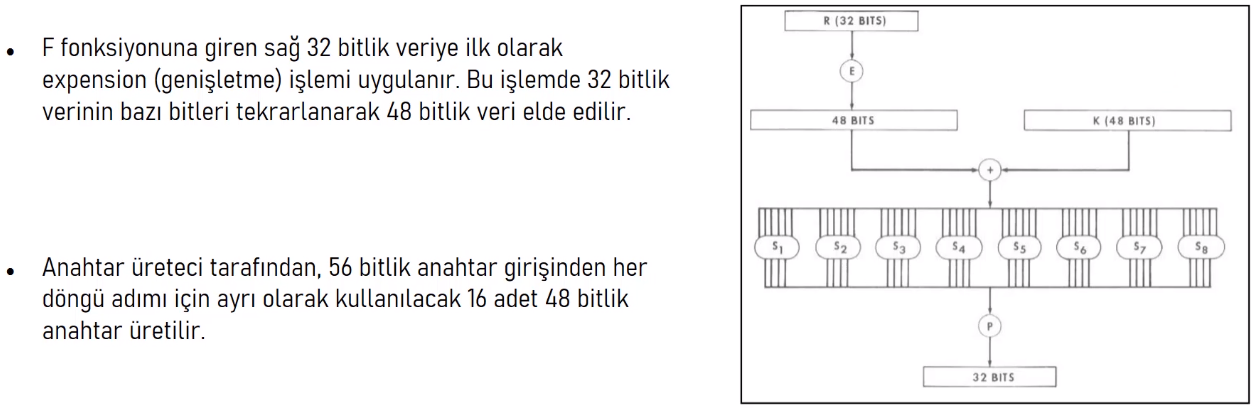 • F fonksiyonuna giren sağ 32 bitlik veriye ilk olarak
expension (genişletme) işlemi uygulanır. Bu işlemde 32 bitlik
verinin bazı bitleri tekrarlanarak 48 bitlik veri elde edilir.
• Anahtar üreteci tarafından, 56 bitlik anahtar girişinden her
döngü adımı için ayrı olarak kullanılacak 16 adet 48 bitlik
anahtar üretilir.
R (32 BITS)
E
48 BITS
K (48 BITS)
+
S1 S2 S3 S4 S5 S6 S7 S8
P
32 BITS